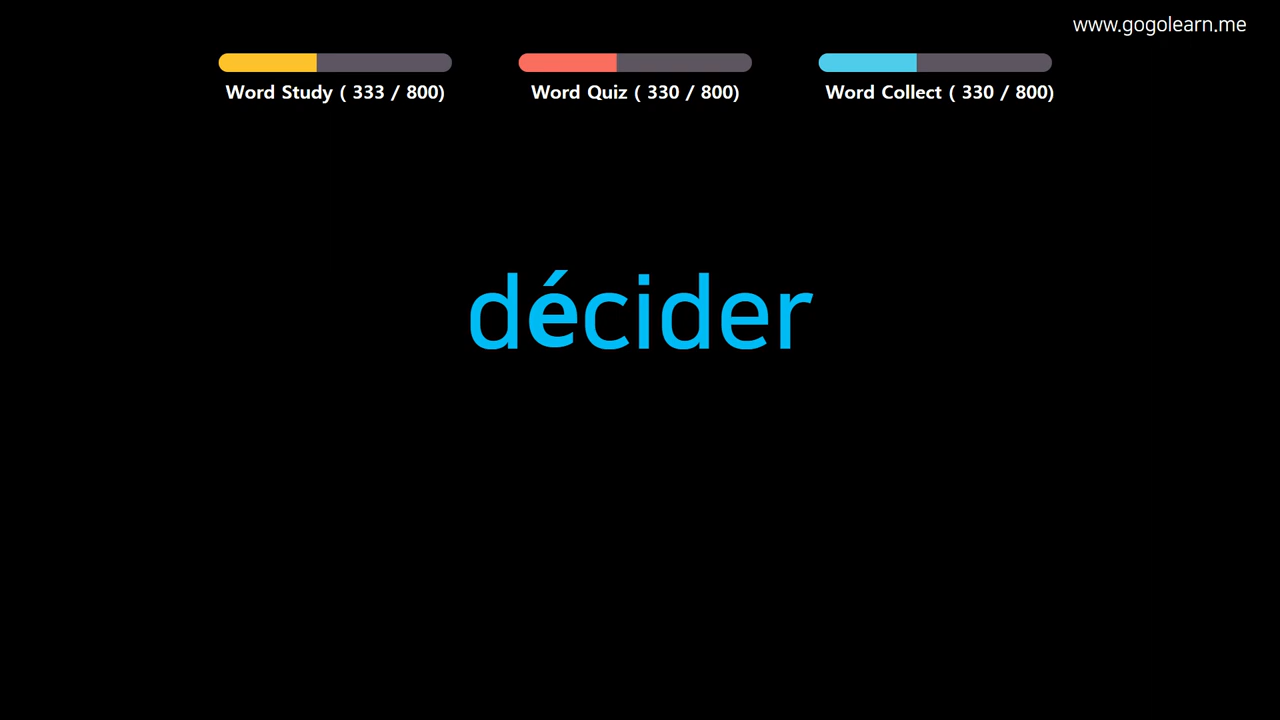 www.gogolearn.me
Word Study ( 333 / 800)
Word Quiz ( 330 / 800)
Word Collect ( 330 / 800)
décider